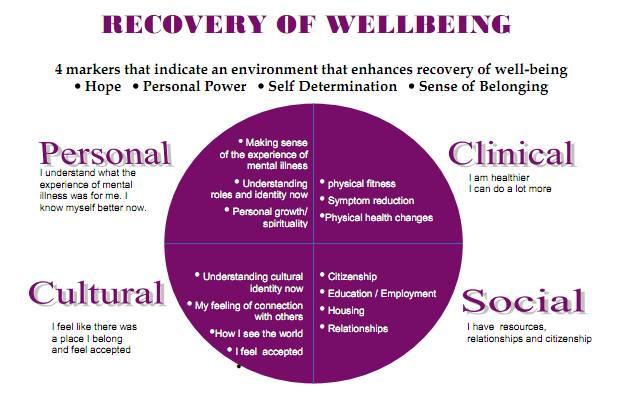 RECOVERY OF WELLBEING
4 markers that indicate an environment that enhances recovery of well-being
• Hope • Personal Power • Self Determination • Sense of Belonging
Personal
I understand what the
experience of mental
illness was for me. I
know myself better now.
• Making sense
of the experience of
mental illness
• Understanding
roles and identity now
• Personal growth/
spirituality
• physical fitness
• Symptom reduction
•Physical health changes
Clinical
I am healthier
I can do a lot more
Cultural
I feel like there was
a place I belong
and feel accepted
• Understanding cultural
identity now
• My feeling of connection
with others
•How I see the world
• I feel accepted
•
• Citizenship
• Education / Employment
• Housing
• Relationships
Social
I have resources,
relationships and citizenship